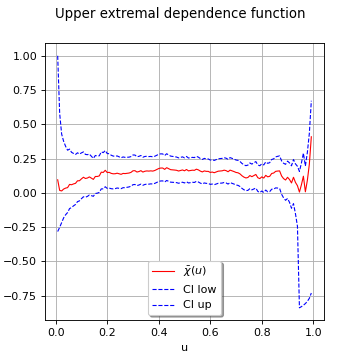 Upper extremal dependence function
1.00
0.75
0.50
0.25
0.00
−0.25
−0.50
−0.75
χ̄(u)
CI low
CI up
0.0 0.2 0.4 0.6 0.8 1.0
u